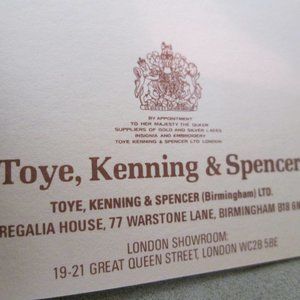 BY APPOINTMENT
TO HER MAJESTY THE QUEEN
SUPPLIERS OF GOLD AND SILVER LACES
INSIGNIA AND EMBROIDERY
TOYE KENNING & SPENCER LTD LONDON
Toye, Kenning & Spencer
TOYE, KENNING & SPENCER (Birmingham) LTD.
REGALIA HOUSE, 77 WARSTONE LANE, BIRMINGHAM B18 6N
LONDON SHOWROOM:
19-21 GREAT QUEEN STREET, LONDON WC2B 5BE